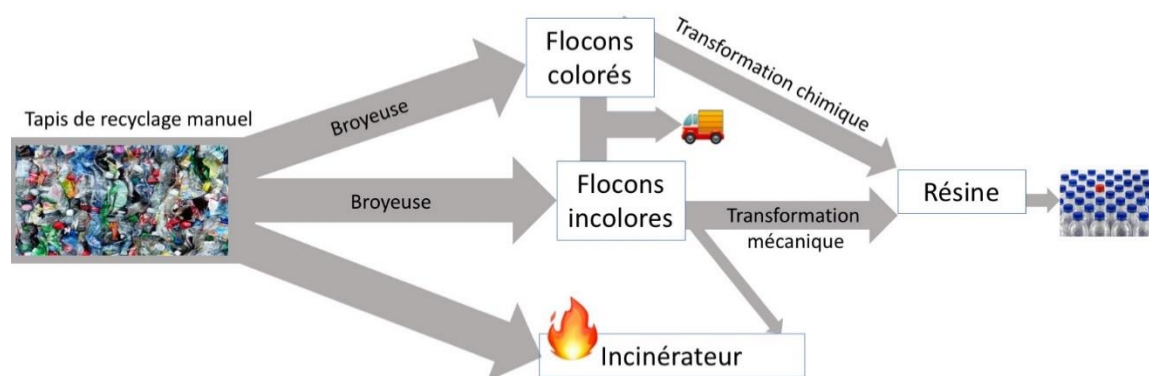 Flocons
colorés
Transformation chimique
Tapis de recyclage manuel
Broyeuse
Broyeuse
Flocons
incolores
Transformation
mécanique
Résine
Incinérateur